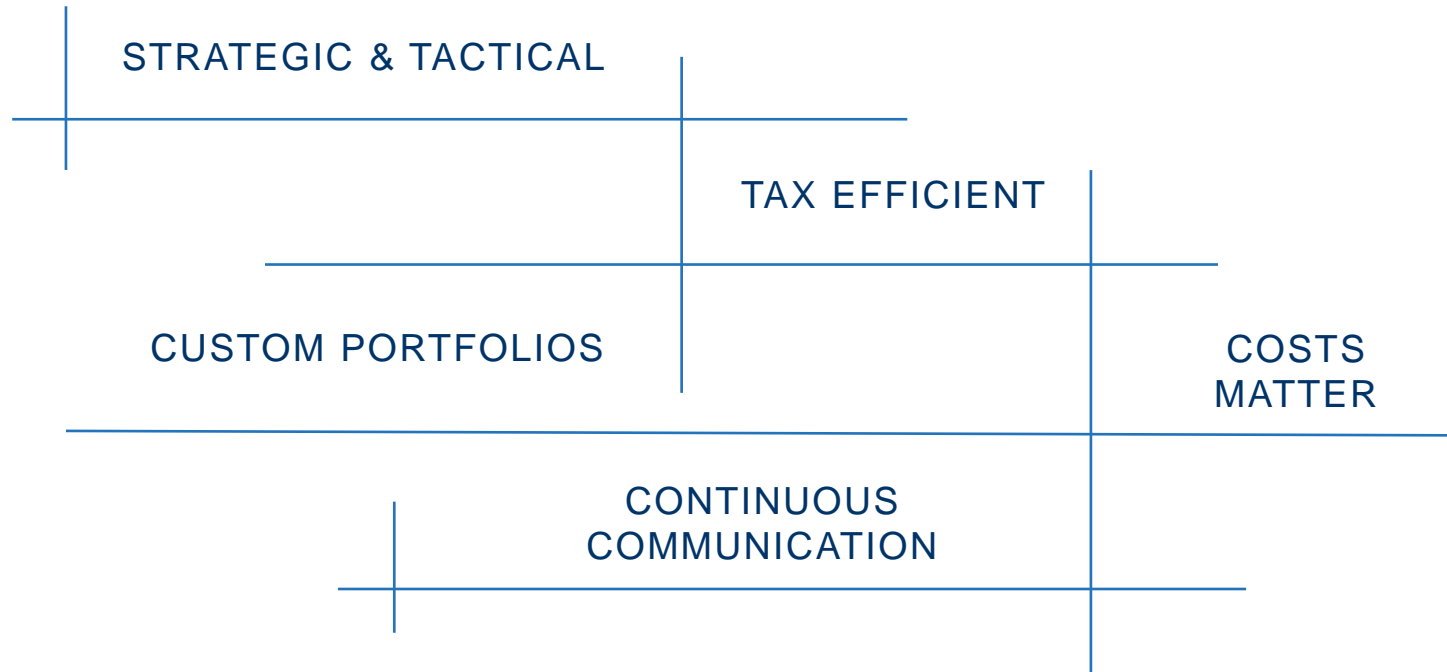 STRATEGIC & TACTICAL
TAX EFFICIENT
CUSTOM PORTFOLIOS
COSTS
MATTER
CONTINUOUS
COMMUNICATION